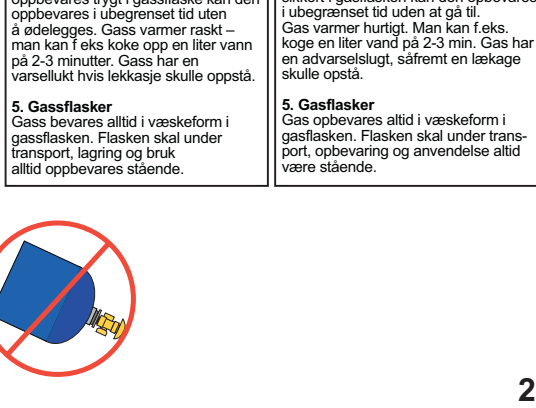 oppbevares trygt i gassflaske kan den
oppbevares i ubegrenset tid uten
å ødelegges. Gass varmer raskt –
man kan f eks koke opp en liter vann
på 2-3 minutter. Gass har en
varsellukt hvis lekkasje skulle oppstå.
5. Gassflasker
Gass bevares alltid i væskeform i
gassflasken. Flasken skal under
transport, lagring og bruk
alltid oppbevares stående.
sikkert i gasflasken kan den opbevares
i ubegrænset tid uden at gå til.
Gas varmer hurtigt. Man kan f.eks.
koge en liter vand på 2-3 min. Gas har
en advarselslugt, såfremt en lækage
skulle opstå.
5. Gasflasker
Gas opbevares altid i væskeform i
gasflasken. Flasken skal under trans-
port, opbevaring og anvendelse altid
være stående.
2